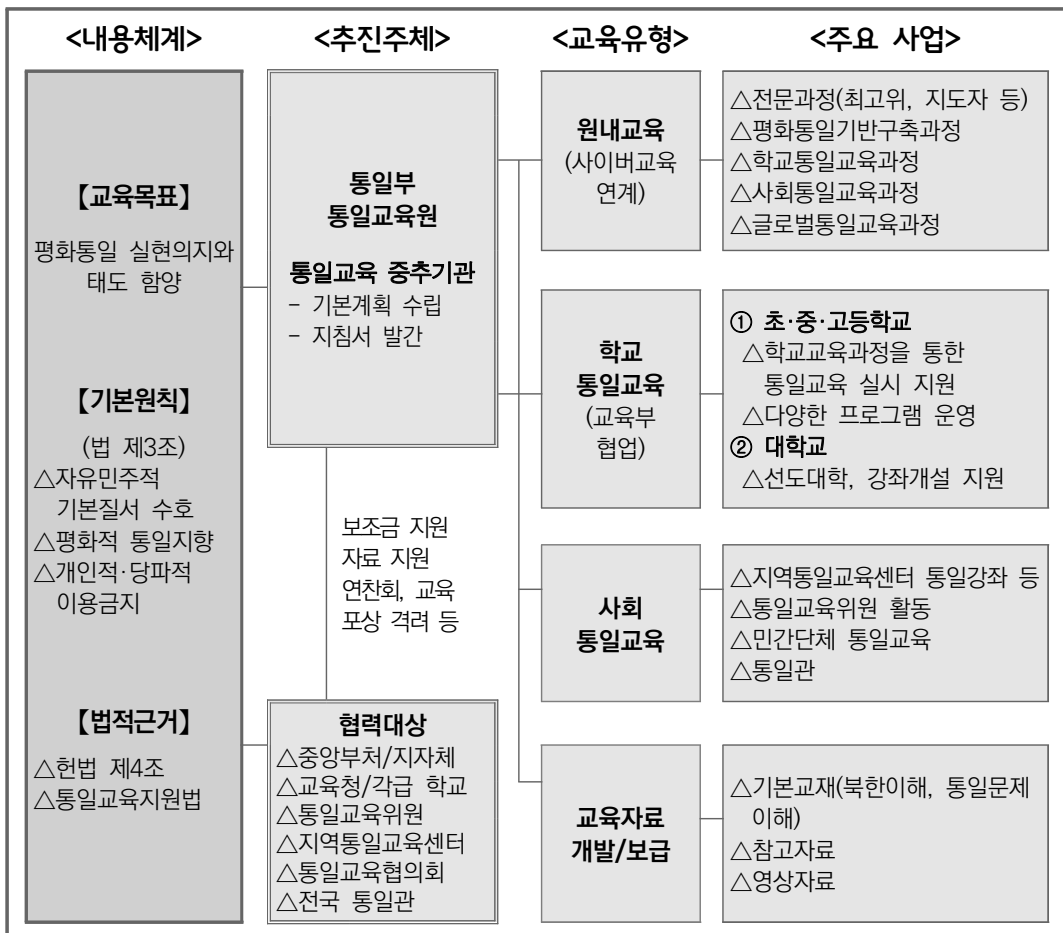 <내용체계>
<추진주체>
<교육유형>
<주요 사업>
【교육목표】
평화통일 실현의지와
태도 함양
【기본원칙】
(법 제3조)
△자유민주적
기본질서 수호
△평화적 통일지향
△개인적·당파적
이용금지
【법적근거】
△헌법 제4조
△통일교육지원법
통일부
통일교육원
통일교육 중추기관
- 기본계획 수립
- 지침서 발간
보조금 지원
자료 지원
연찬회, 교육
포상 격려 등
협력대상
△중앙부처/지자체
△교육청/각급 학교
△통일교육위원
△지역통일교육센터
△통일교육협의회
△전국 통일관
원내교육
(사이버교육
연계)
△전문과정(최고위, 지도자 등)
△평화통일기반구축과정
△학교통일교육과정
△사회통일교육과정
△글로벌통일교육과정
학교
통일교육
(교육부
협업)
① 초·중·고등학교
△학교교육과정을 통한
통일교육 실시 지원
△다양한 프로그램 운영
② 대학교
△선도대학, 강좌개설 지원
사회
통일교육
△지역통일교육센터 통일강좌 등
△통일교육위원 활동
△민간단체 통일교육
△통일관
교육자료
개발/보급
△기본교재(북한이해, 통일문제
이해)
△참고자료
△영상자료